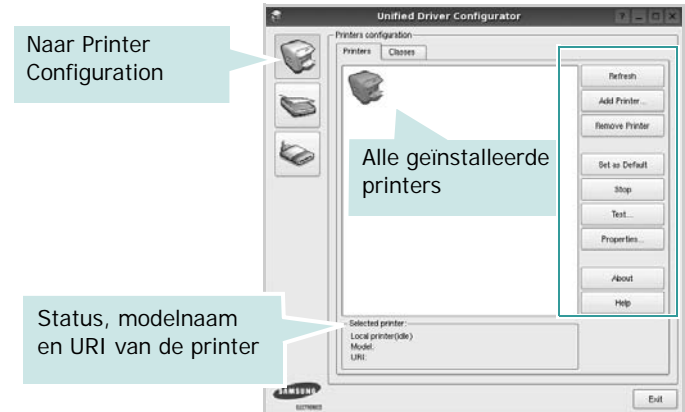 Unified Driver Configurator
Naar Printer
Configuration
Printers configuration
Printers
Classes
Refresh
Add Printer...
Remove Printer
Alle geïnstalleerde
printers
Set as Default
Stop
Test...
Properties...
About
Help
Status, modelnaam
en URI van de printer
Selected printer:
Local printer(idle)
Model:
URI:
SAMSUNG
ELECTRONICS
Exit